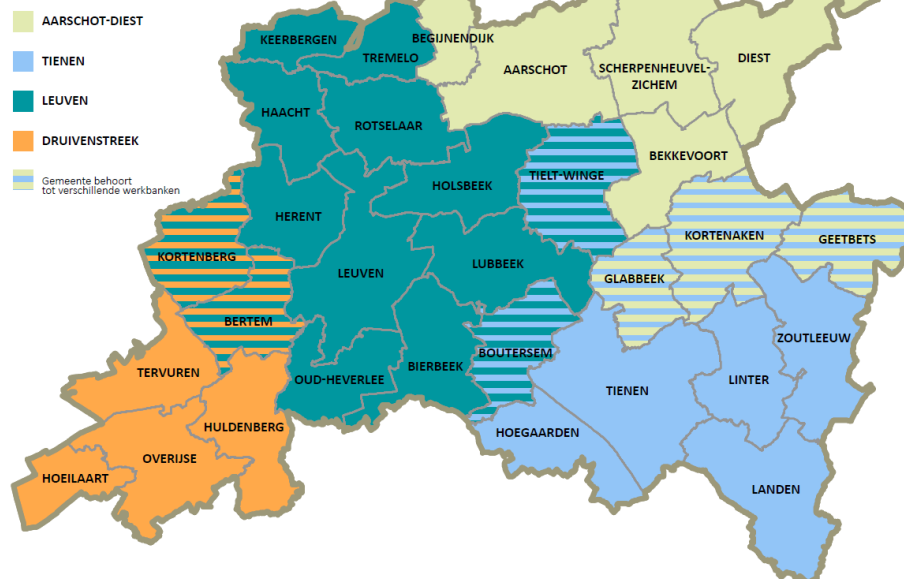 AARSCHOT-DIEST
TIENEN
LEUVEN
DRUIVENSTREEK
Gemeente behoort
tot verschillende werkbanken
KEERBERGEN
TREMELO
BEGIJNENDIJK
AARSCHOT
SCHERPENHEUVEL-
ZICHEM
DIEST
HAACHT
ROTSELAAR
BEKKEVOORT
HOLSBEEK
TIELT-WINGE
HERENT
KORTENAKEN
GEETBETS
KORTENBERG
LEUVEN
LUBBEEK
GLABBEEK
BERTEM
BOUTERSEM
ZOUTLEEUW
TERVUREN
OUD-HEVERLEE
BIERBEEK
TIENEN
LINTER
HULDENBERG
HOEGAARDEN
OVERIJSE
HOEILAART
LANDEN